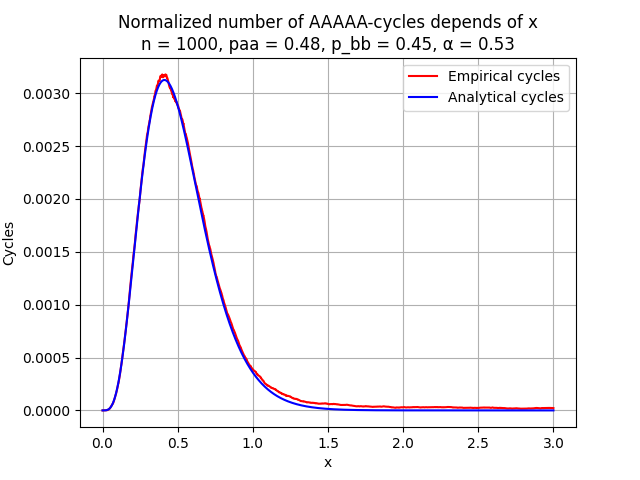 Normalized number of AAAAA-cycles depends of x
n = 1000, paa = 0.48, p_bb = 0.45, α = 0.53
Empirical cycles
Analytical cycles
Cycles
0.0030
0.0025
0.0020
0.0015
0.0010
0.0005
0.0000
0.0 0.5 1.0 1.5 2.0 2.5 3.0
x